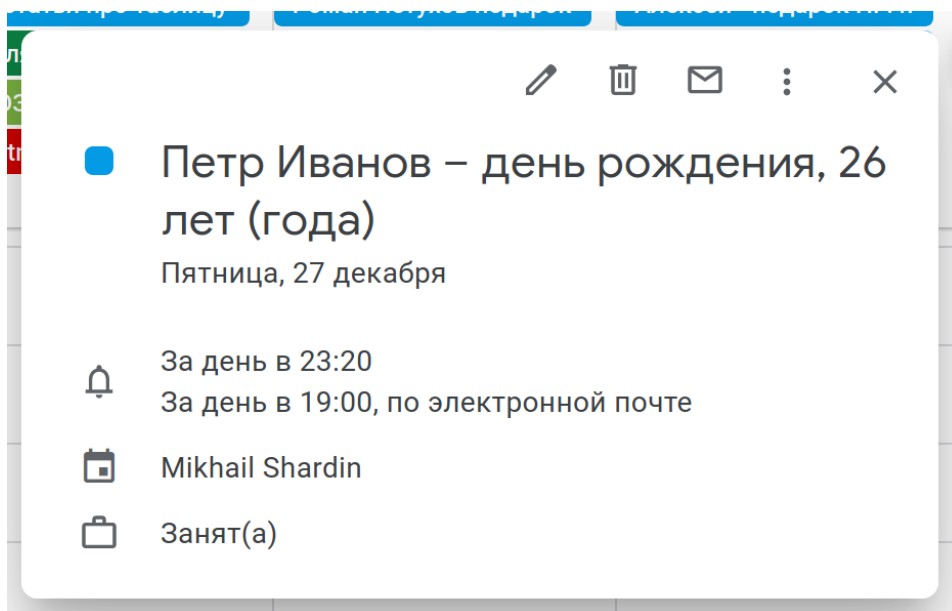 подарок
Петр Иванов – день рождения, 26
лет (года)
Пятница, 27 декабря
За день в 23:20
За день в 19:00, по электронной почте
Mikhail Shardin
Занят(а)